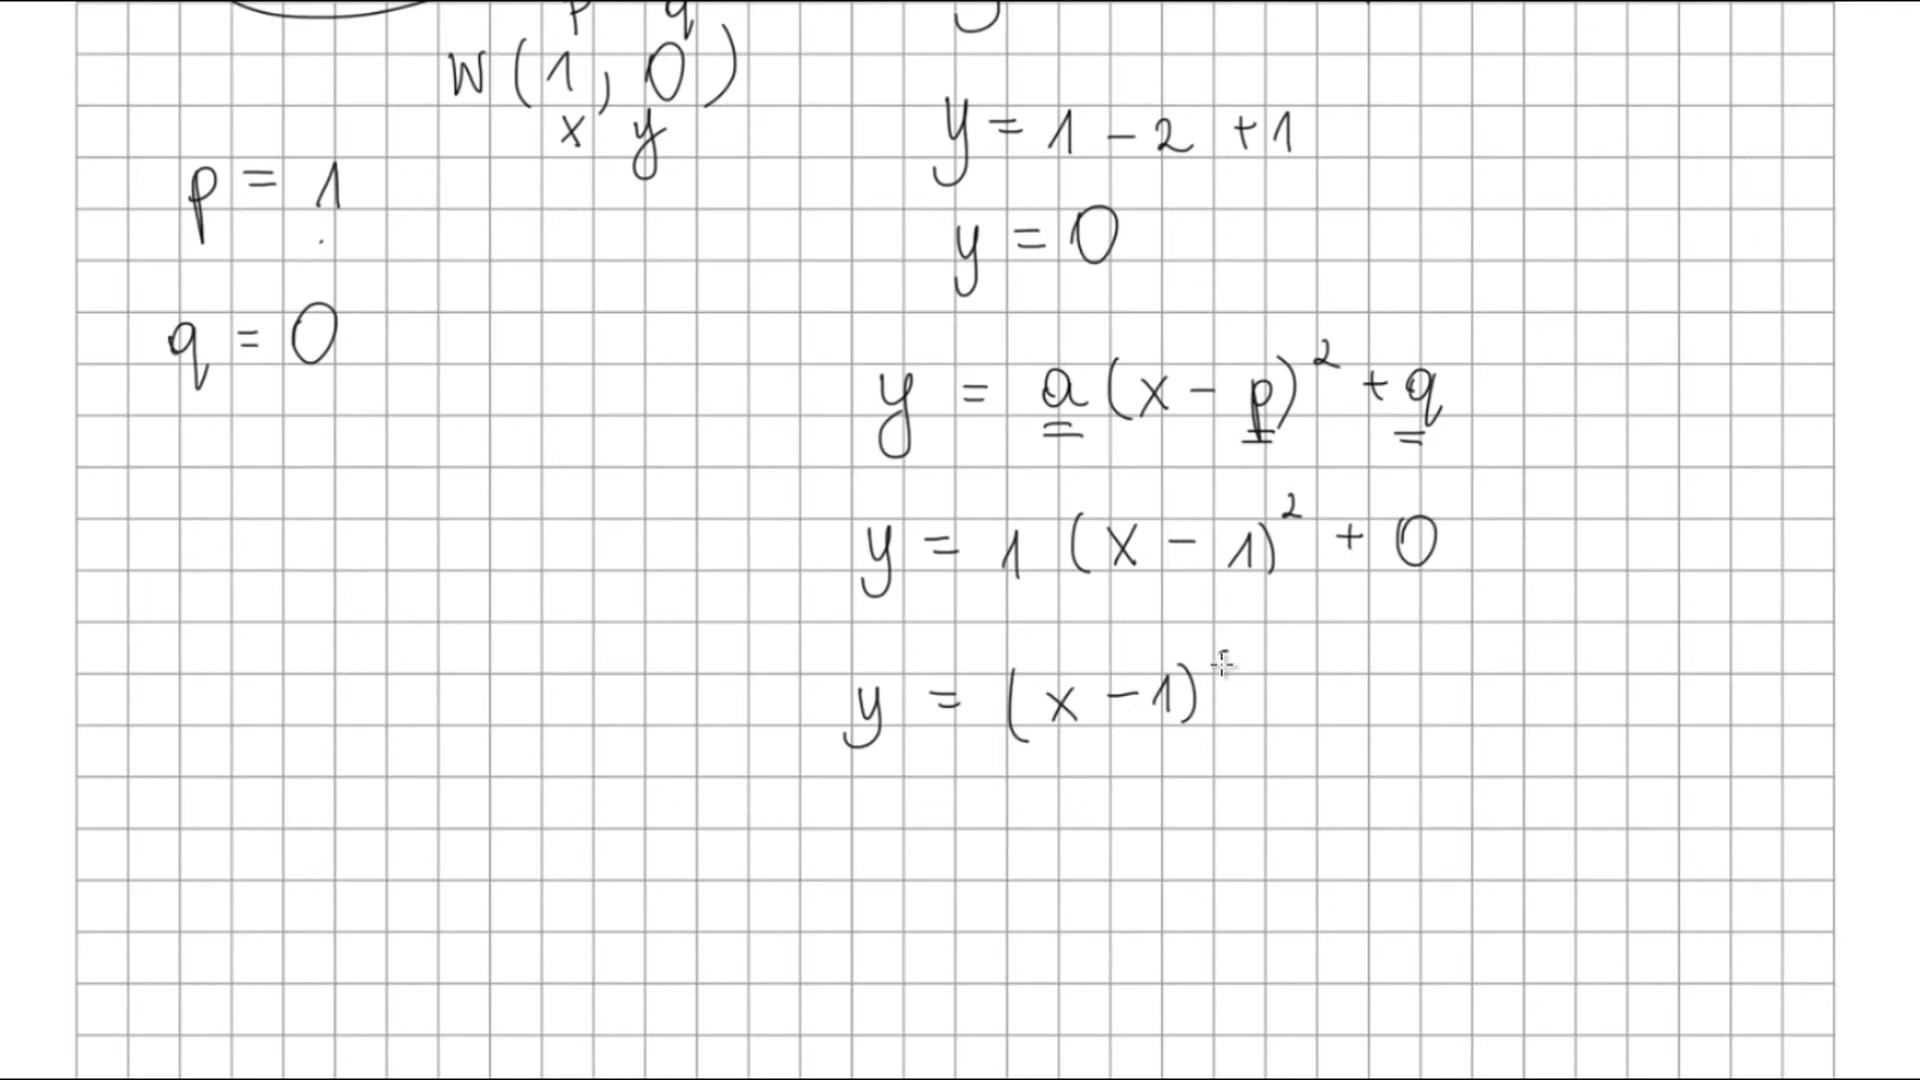 p q
W(1, 0)
x y
p = 1
q = 0
y
y = 1 - 2 + 1
y = 0
y = a(x - p)² + q
y = 1 (x - 1)² + 0
y = (x - 1)